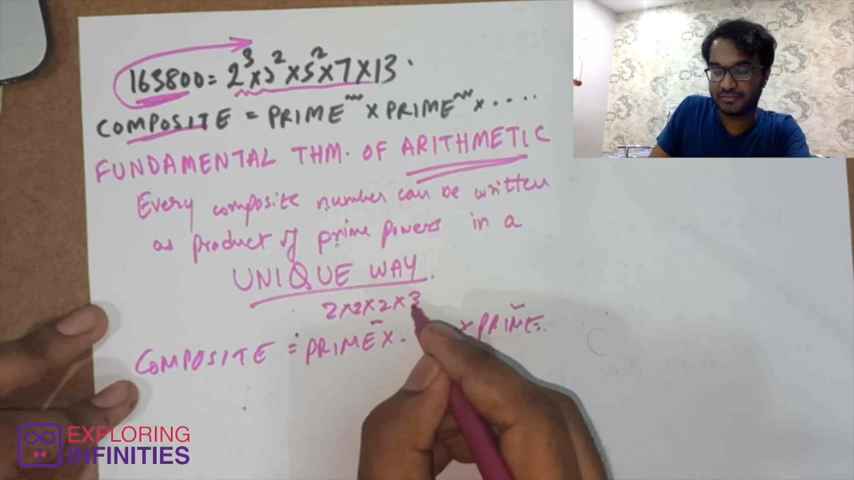 163800 = 2³ × 3² × 5² × 7 × 13.
COMPOSITE = PRIME~ × PRIME~ × ....
FUNDAMENTAL THM. OF ARITHMETIC
Every composite number can be written
as product of prime powers in a
UNIQUE WAY.
2×2×2×3
COMPOSITE = PRIME~ × . × PRIME~.
EXPLORING
INFINITIES